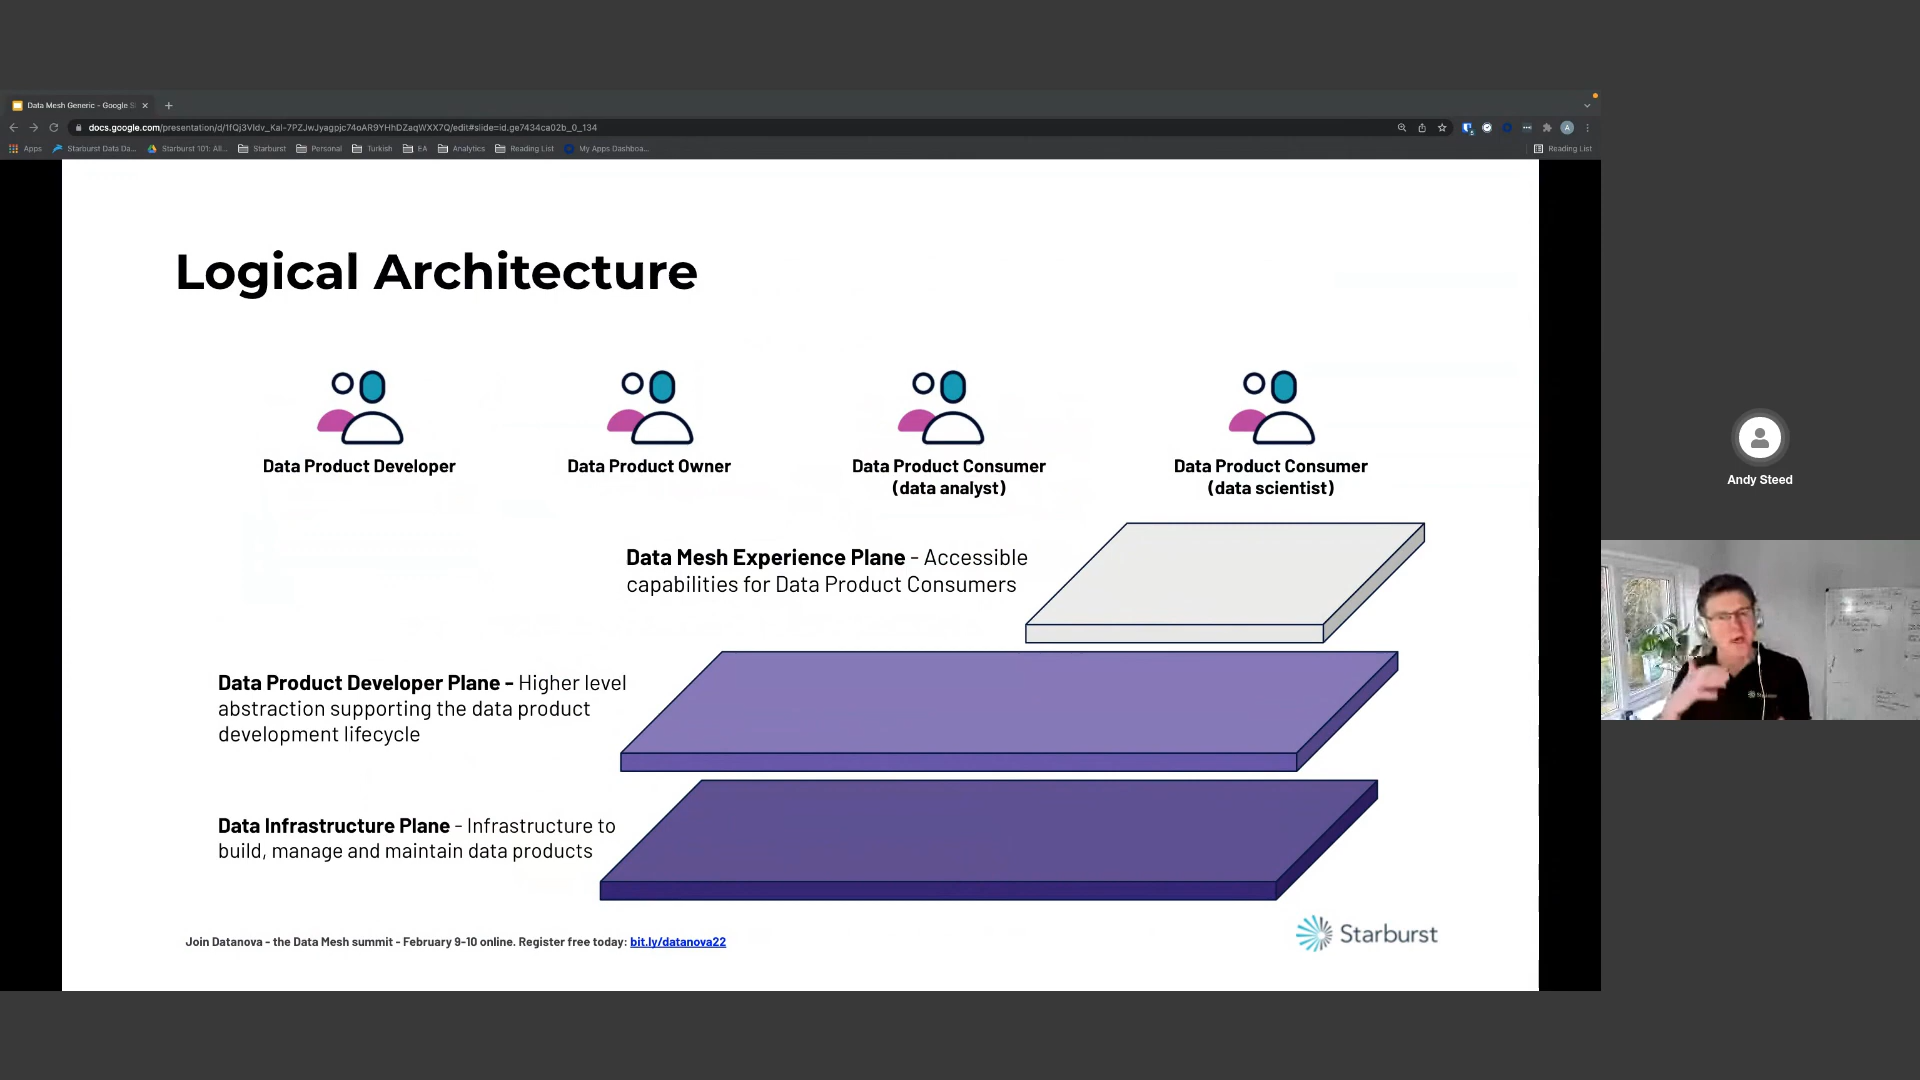 Data Mesh Generic - Google S
docs.google.com/presentation/d/1fQj3Vldv_Kal-7PZJwJyagpjc74oAR9YHhDZaqWXX7Q/edit#slide=id.ge7434ca02b_0_134
Apps
Starburst Data Da...
Starburst 101: All...
Starburst
Personal
Turkish
EA
Analytics
Reading List
My Apps Dashboa...
Reading List
Logical Architecture
Data Product Developer
Data Product Owner
Data Product Consumer
(data analyst)
Data Product Consumer
(data scientist)
Data Mesh Experience Plane - Accessible
capabilities for Data Product Consumers
Data Product Developer Plane - Higher level
abstraction supporting the data product
development lifecycle
Data Infrastructure Plane - Infrastructure to
build, manage and maintain data products
Join Datanova - the Data Mesh summit - February 9-10 online. Register free today: bit.ly/datanova22
Starburst
Andy Steed